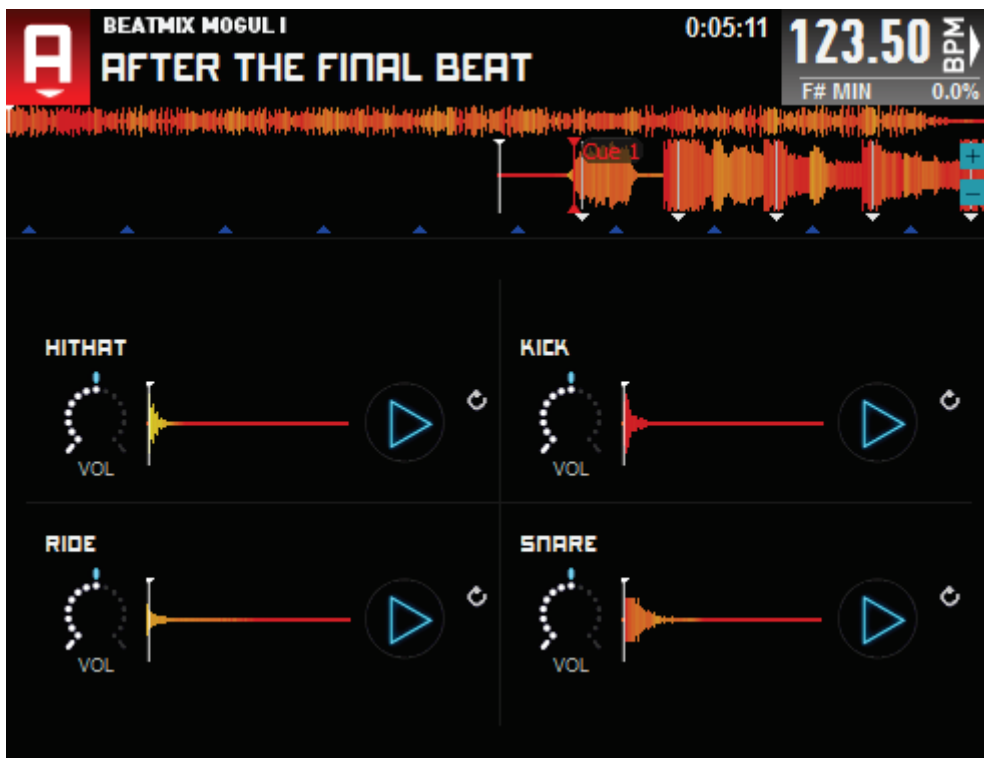 A
BEATMIX MOGUL I
AFTER THE FINAL BEAT
0:05:11
123.50 BPM
F# MIN 0.0%
Cue 1
+
−
HITHAT
VOL
KICK
VOL
RIDE
VOL
SNARE
VOL